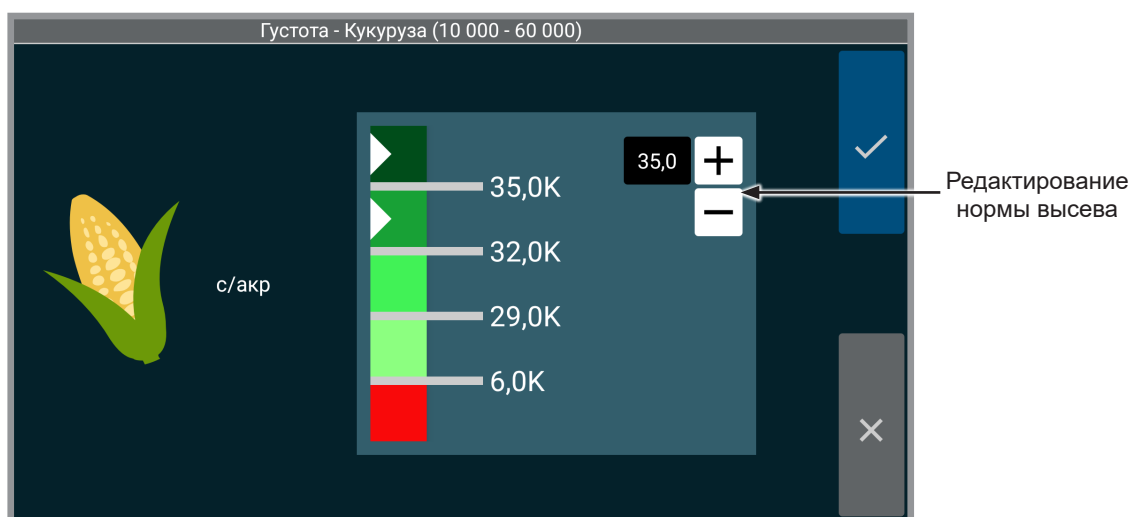 Густота - Кукуруза (10 000 - 60 000)
35,0
35,0K
32,0K
29,0K
6,0K
с/акр
Редактирование
нормы высева